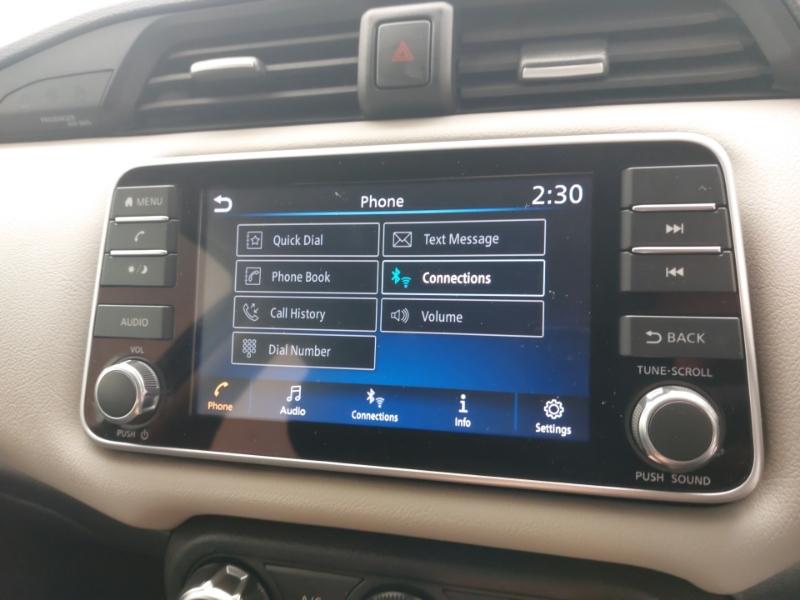 PASSENGER
MENU
AUDIO
VOL
PUSH
Phone
2:30
Quick Dial
Text Message
Phone Book
Connections
Call History
Volume
Dial Number
Phone
Audio
Connections
Info
Settings
BACK
TUNE·SCROLL
PUSH SOUND
A/C